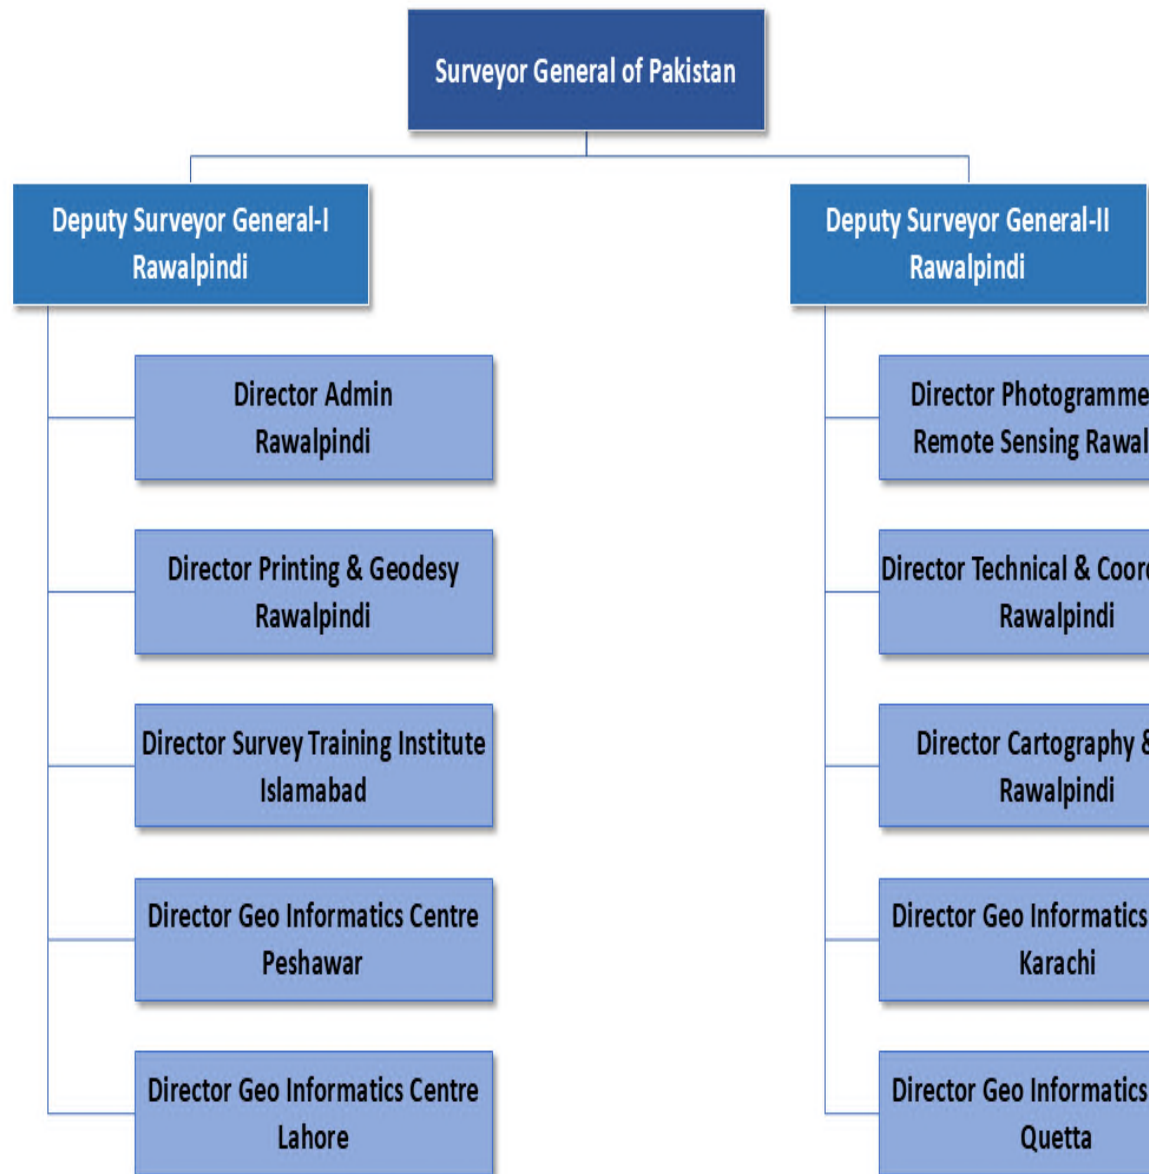 Surveyor General of Pakistan
Deputy Surveyor General-I
Rawalpindi
Director Admin
Rawalpindi
Director Printing & Geodesy
Rawalpindi
Director Survey Training Institute
Islamabad
Director Geo Informatics Centre
Peshawar
Director Geo Informatics Centre
Lahore
Deputy Surveyor General-II
Rawalpindi
Director
Remote Sensing
Director Technical &
Rawalpindi
Director Cartography &
Rawalpindi
Director Geo Informatics
Karachi
Director Geo Informatics
Quetta